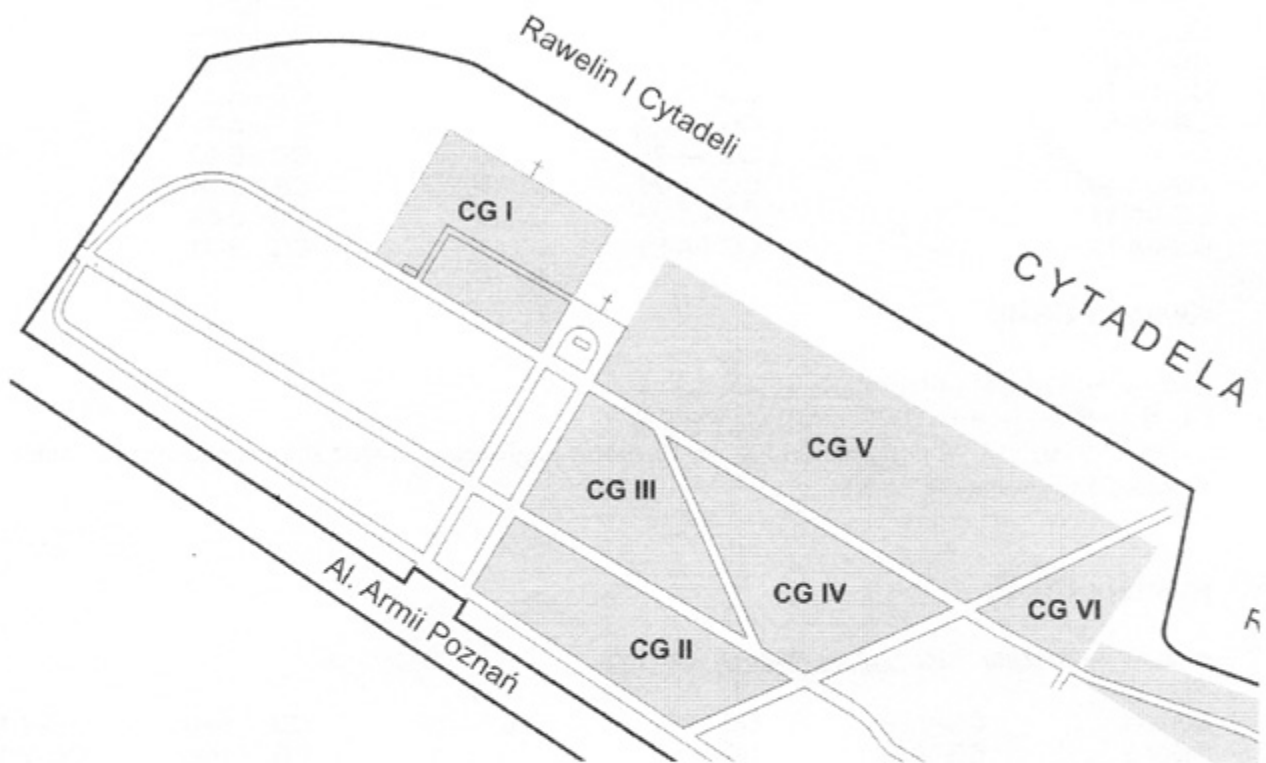 Rawelin I Cytadeli
CYTADELA
CG I
CG V
CG III
CG IV
CG VI
CG II
Al. Armii Poznań
R